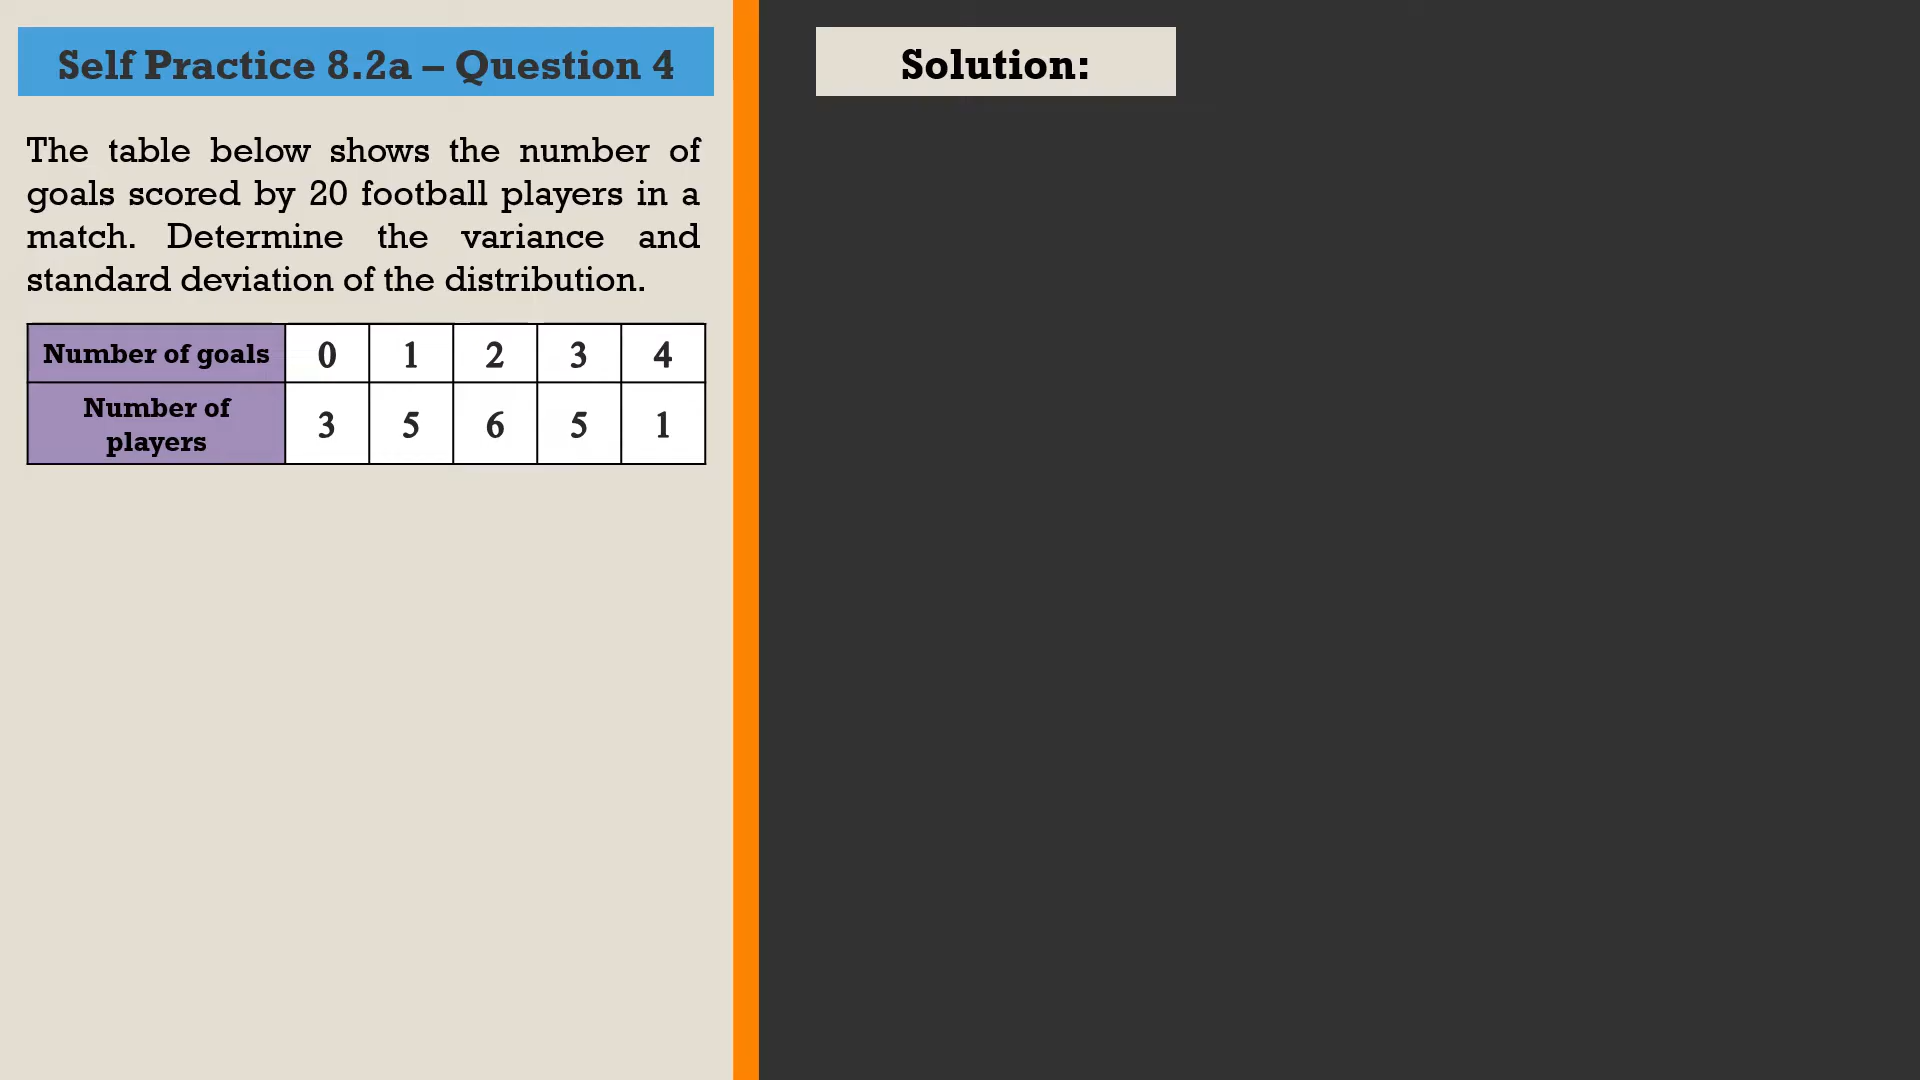 Self Practice 8.2a – Question 4
The table below shows the number of
goals scored by 20 football players in a
match. Determine the variance and
standard deviation of the distribution.
Number of goals 0 1 2 3 4
Number of
players 3 5 6 5 1
Solution: